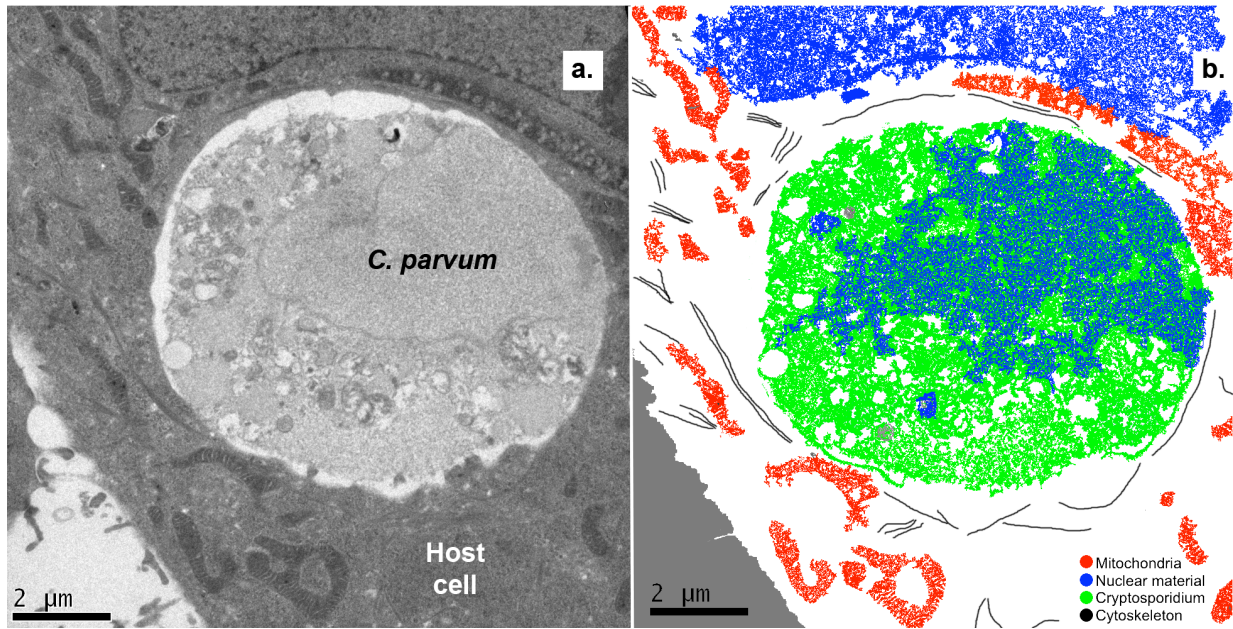 a.
C. parvum
Host
cell
2 µm
b.
2 µm
Mitochondria
Nuclear material
Cryptosporidium
Cytoskeleton